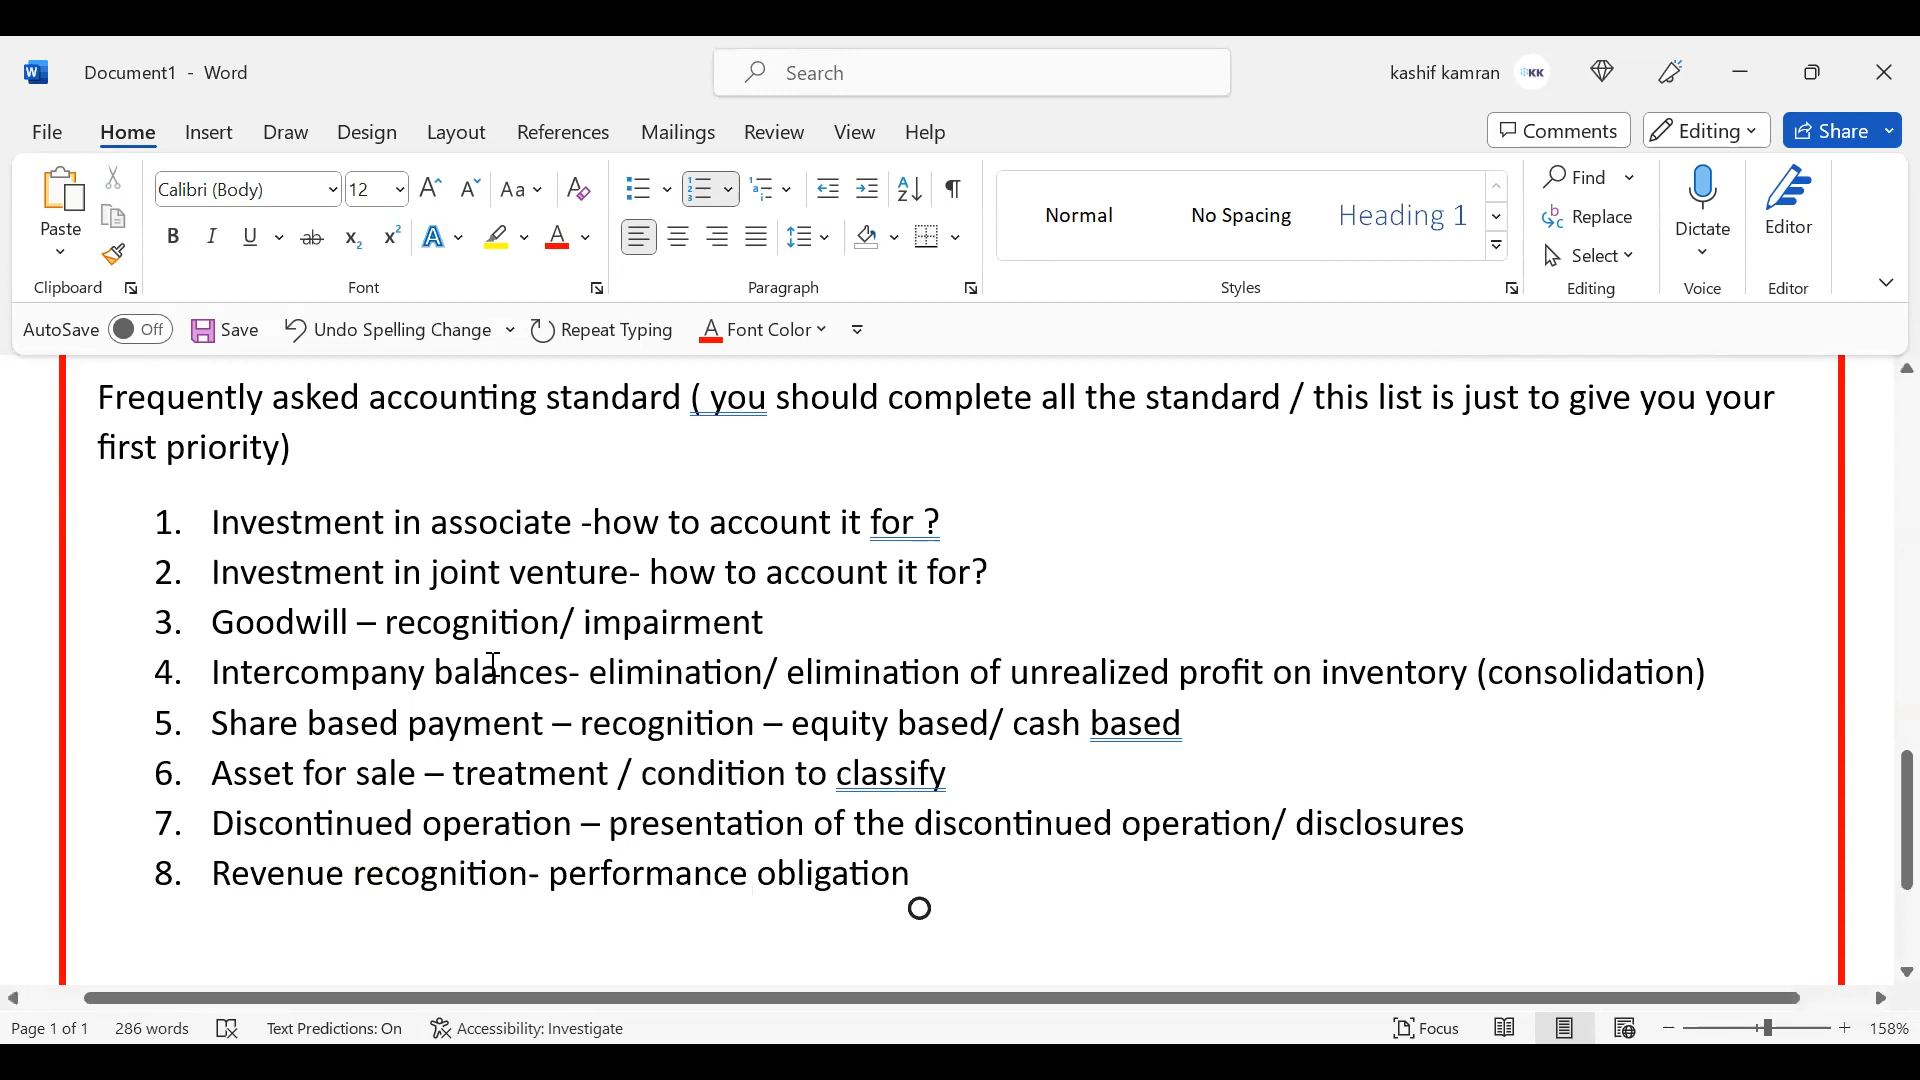 Document1 - Word
Search
kashif kamran
KK
File Home Insert Draw Design Layout References Mailings Review View Help
Comments
Editing
Share
Paste
Calibri (Body)
12
Aa
Normal
No Spacing
Heading 1
Find
Replace
Select
Dictate
Editor
Clipboard
Font
Paragraph
Styles
Editing
Voice
Editor
AutoSave Off Save Undo Spelling Change Repeat Typing Font Color
Frequently asked accounting standard ( you should complete all the standard / this list is just to give you your
first priority)
1. Investment in associate -how to account it for ?
2. Investment in joint venture- how to account it for?
3. Goodwill – recognition/ impairment
4. Intercompany balances- elimination/ elimination of unrealized profit on inventory (consolidation)
5. Share based payment – recognition – equity based/ cash based
6. Asset for sale – treatment / condition to classify
7. Discontinued operation – presentation of the discontinued operation/ disclosures
8. Revenue recognition- performance obligation
Page 1 of 1 286 words Text Predictions: On Accessibility: Investigate Focus 158%